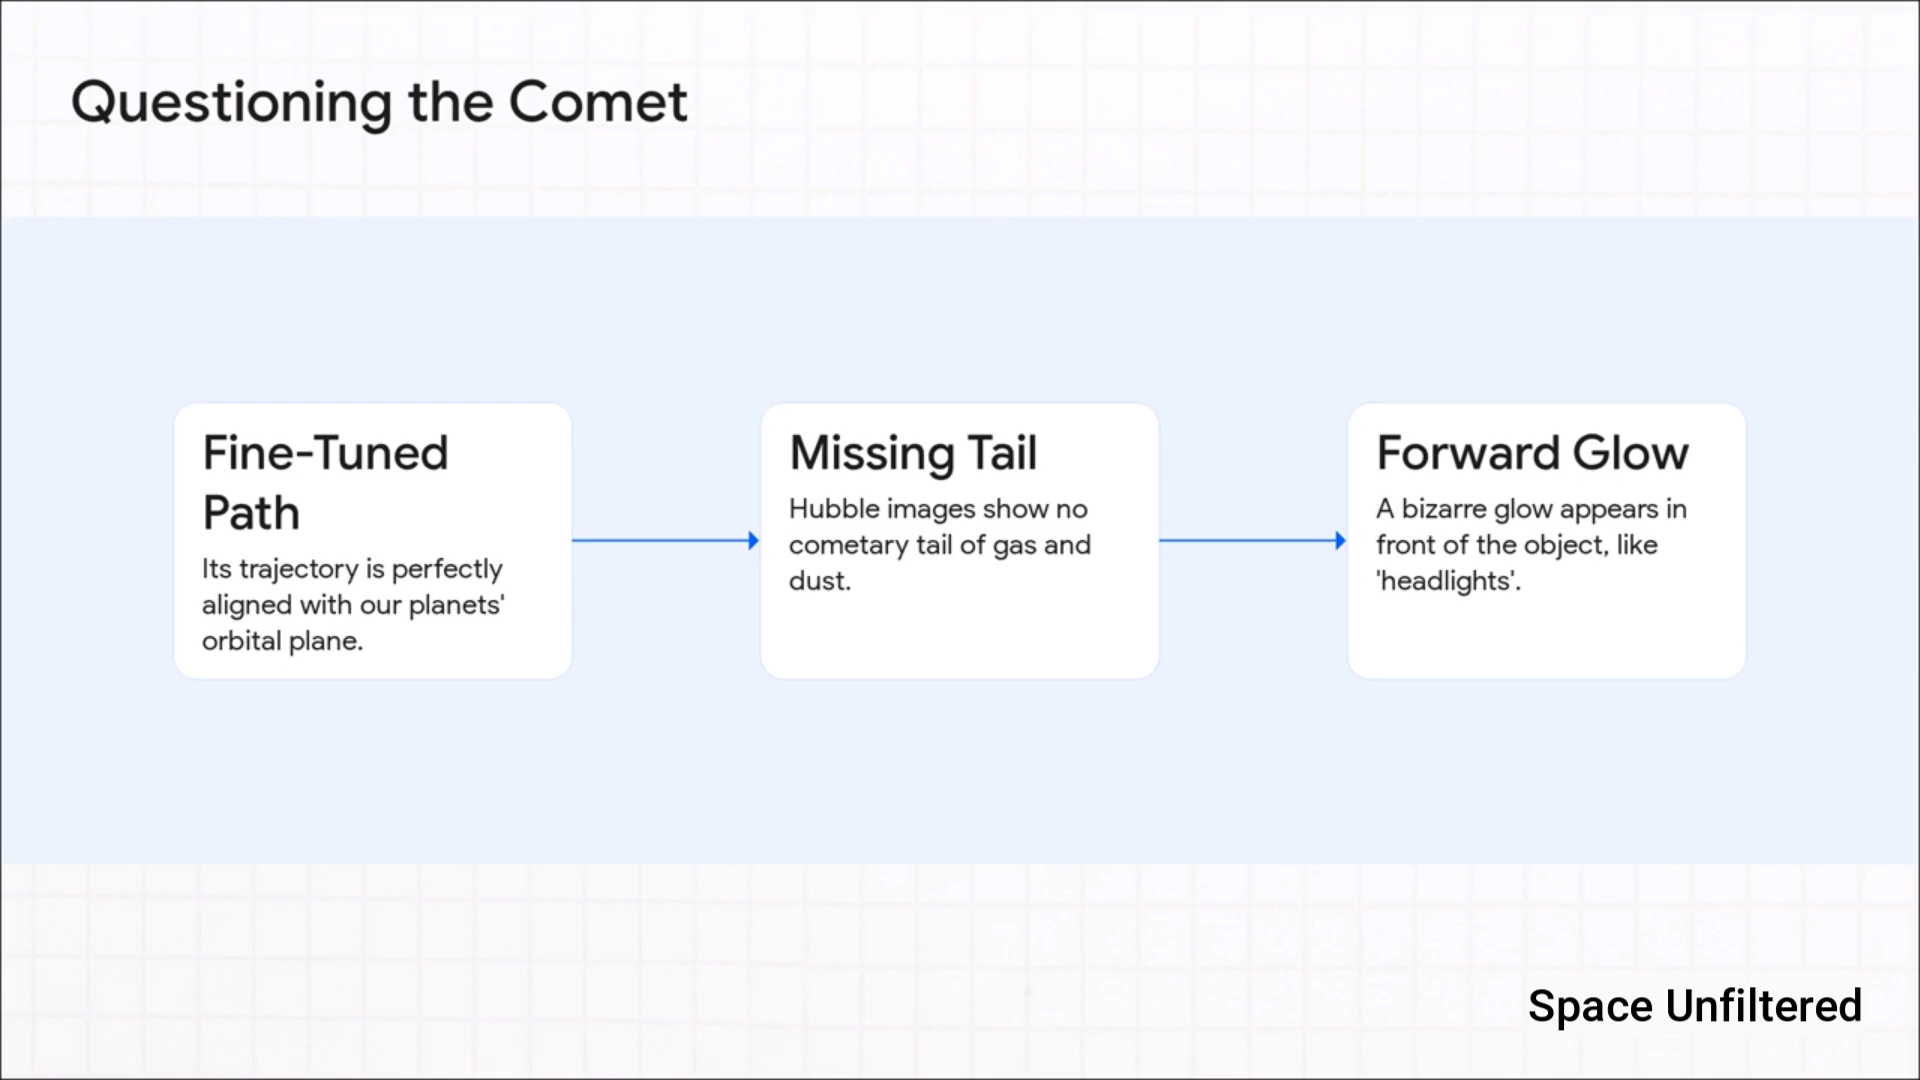 Questioning the Comet
Fine-Tuned
Path
Its trajectory is perfectly
aligned with our planets'
orbital plane.
Missing Tail
Hubble images show no
cometary tail of gas and
dust.
Forward Glow
A bizarre glow appears in
front of the object, like
'headlights'.
Space Unfiltered